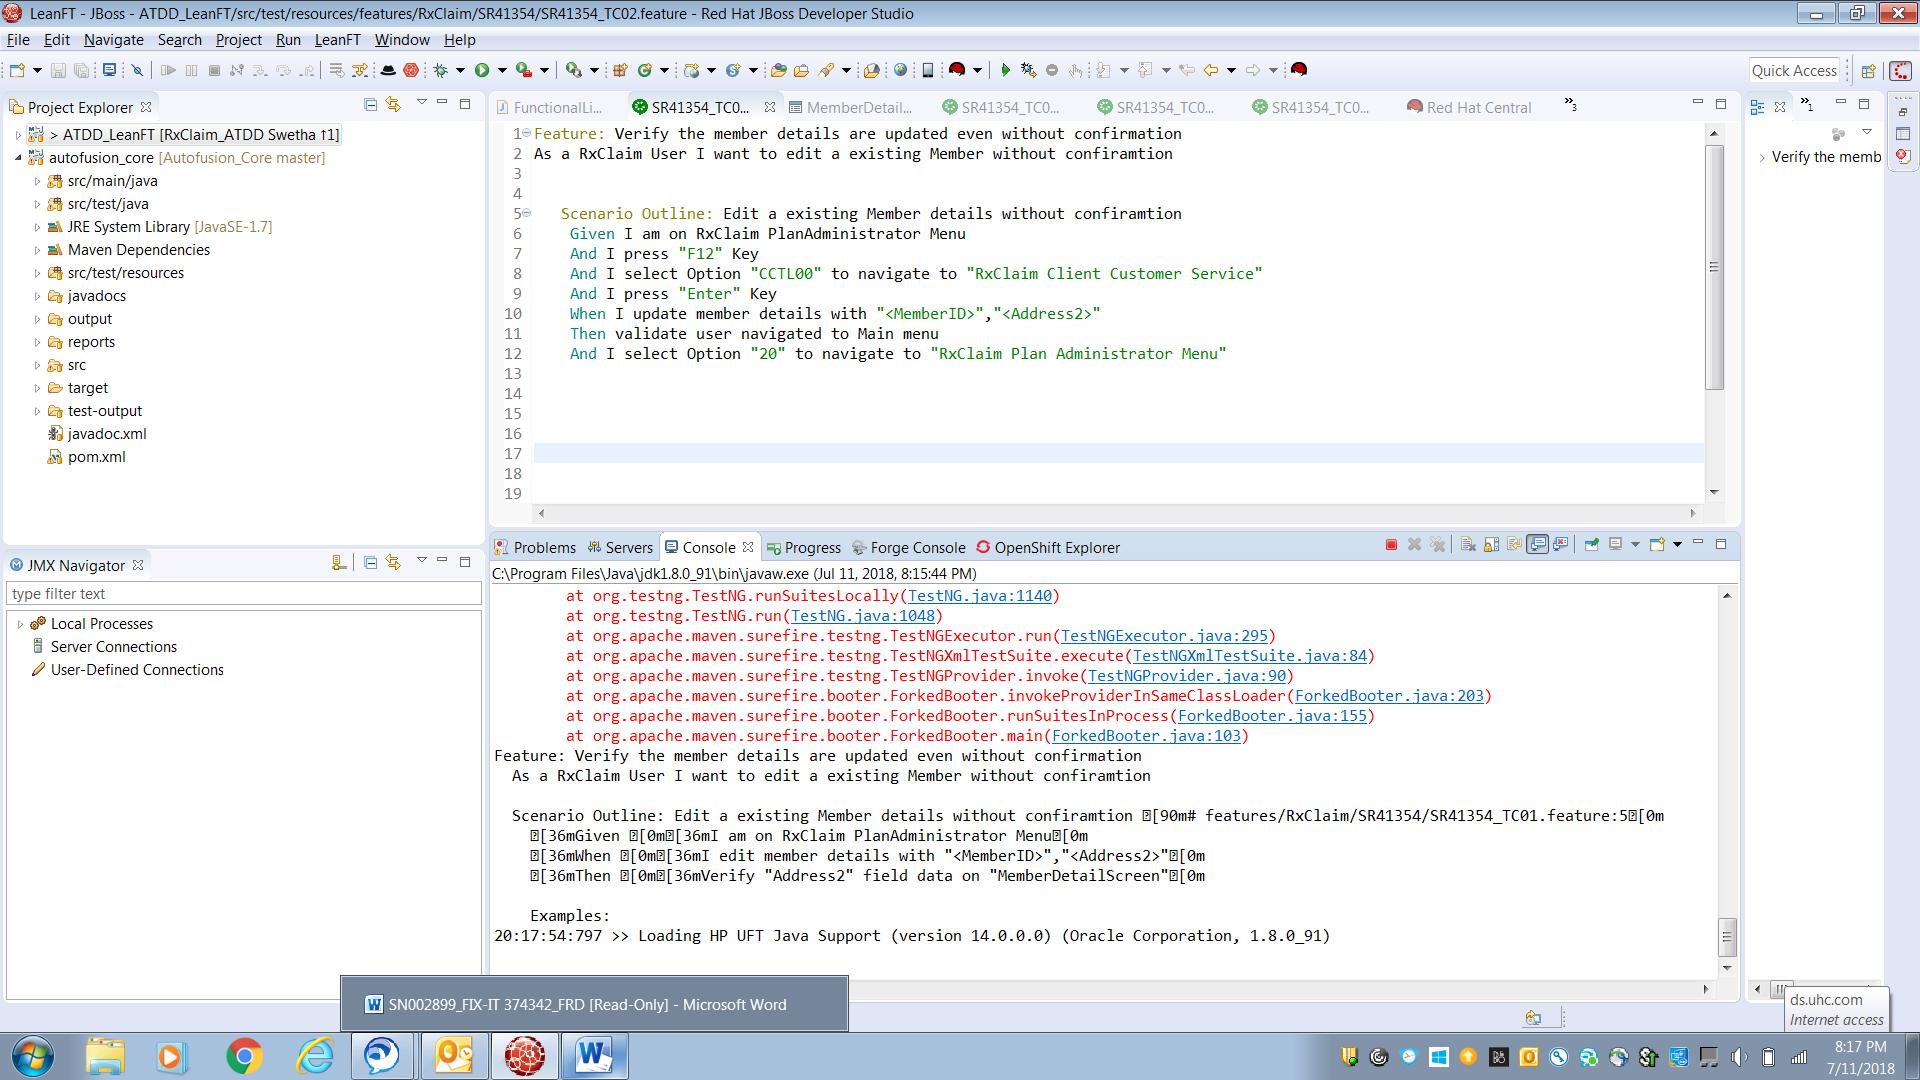 LeanFT - JBoss - ATDD_LeanFT/src/test/resources/features/RxClaim/SR41354/SR41354_TC02.feature - Red Hat JBoss Developer Studio
File Edit Navigate Search Project Run LeanFT Window Help
Quick Access
Project Explorer
> ATDD_LeanFT [RxClaim_ATDD Swetha ↑1]
autofusion_core [Autofusion_Core master]
src/main/java
src/test/java
JRE System Library [JavaSE-1.7]
Maven Dependencies
src/test/resources
javadocs
output
reports
src
target
test-output
javadoc.xml
pom.xml
JMX Navigator
type filter text
Local Processes
Server Connections
User-Defined Connections
FunctionalLi... SR41354_TC0... MemberDetail... SR41354_TC0... SR41354_TC0... SR41354_TC0... Red Hat Central »3
1 Feature: Verify the member details are updated even without confirmation
2 As a RxClaim User I want to edit a existing Member without confiramtion
3
4
5 Scenario Outline: Edit a existing Member details without confiramtion
6 Given I am on RxClaim PlanAdministrator Menu
7 And I press "F12" Key
8 And I select Option "CCTL00" to navigate to "RxClaim Client Customer Service"
9 And I press "Enter" Key
10 When I update member details with "<MemberID>","<Address2>"
11 Then validate user navigated to Main menu
12 And I select Option "20" to navigate to "RxClaim Plan Administrator Menu"
13
14
15
16
17
18
19
»1
Verify the memb
Problems Servers Console Progress Forge Console OpenShift Explorer
C:\Program Files\Java\jdk1.8.0_91\bin\javaw.exe (Jul 11, 2018, 8:15:44 PM)
at org.testng.TestNG.runSuitesLocally(TestNG.java:1140)
at org.testng.TestNG.run(TestNG.java:1048)
at org.apache.maven.surefire.testng.TestNGExecutor.run(TestNGExecutor.java:295)
at org.apache.maven.surefire.testng.TestNGXmlTestSuite.execute(TestNGXmlTestSuite.java:84)
at org.apache.maven.surefire.testng.TestNGProvider.invoke(TestNGProvider.java:90)
at org.apache.maven.surefire.booter.ForkedBooter.invokeProviderInSameClassLoader(ForkedBooter.java:203)
at org.apache.maven.surefire.booter.ForkedBooter.runSuitesInProcess(ForkedBooter.java:155)
at org.apache.maven.surefire.booter.ForkedBooter.main(ForkedBooter.java:103)
Feature: Verify the member details are updated even without confirmation
As a RxClaim User I want to edit a existing Member without confiramtion
Scenario Outline: Edit a existing Member details without confiramtion [90m# features/RxClaim/SR41354/SR41354_TC01.feature:5[0m
[36mGiven [0m[36mI am on RxClaim PlanAdministrator Menu[0m
[36mWhen [0m[36mI edit member details with "<MemberID>","<Address2>"[0m
[36mThen [0m[36mVerify "Address2" field data on "MemberDetailScreen"[0m
Examples:
20:17:54:797 >> Loading HP UFT Java Support (version 14.0.0.0) (Oracle Corporation, 1.8.0_91)
SN002899_FIX-IT 374342_FRD [Read-Only] - Microsoft Word
ds.uhc.com
Internet access
8:17 PM
7/11/2018